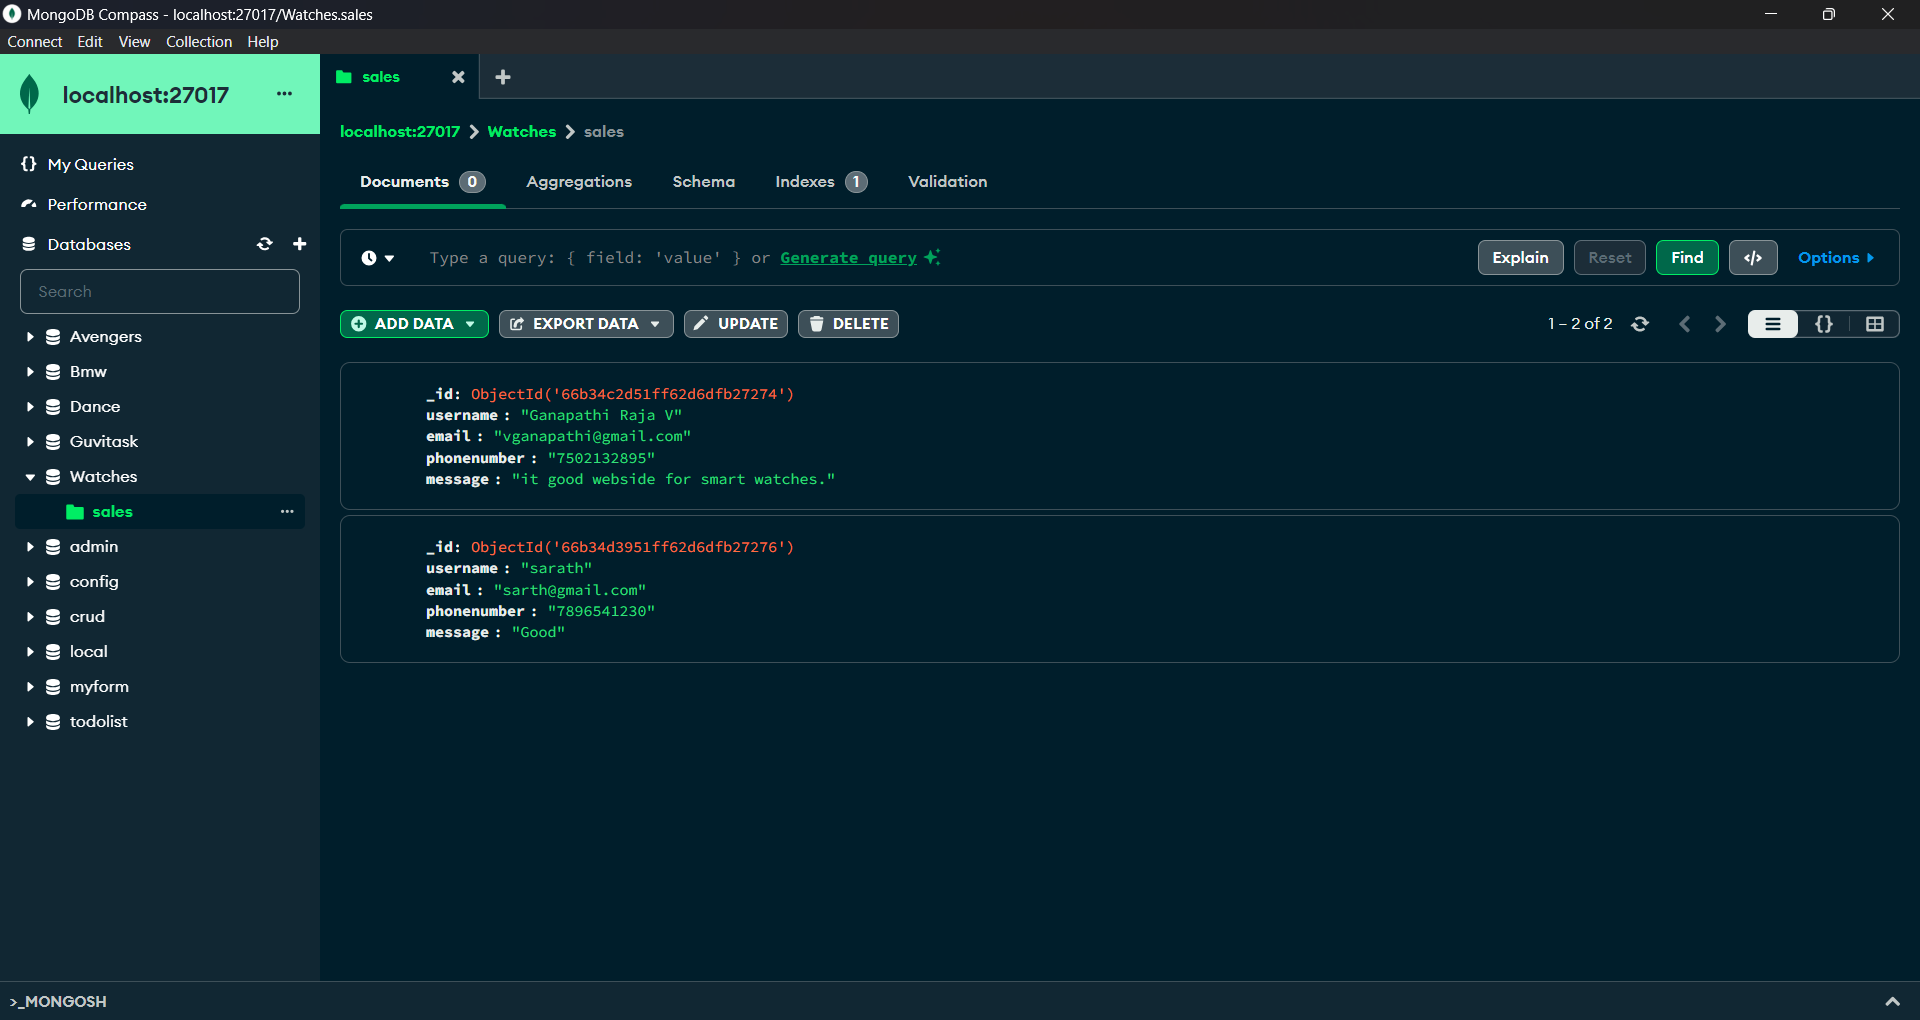 MongoDB Compass - localhost:27017/Watches.sales
Connect Edit View Collection Help
localhost:27017 ...
{} My Queries
Performance
Databases
Search
Avengers
Bmw
Dance
Guvitask
Watches
sales ...
admin
config
crud
local
myform
todolist
sales
localhost:27017 > Watches > sales
Documents 0 Aggregations Schema Indexes 1 Validation
Type a query: { field: 'value' } or Generate query Explain Reset Find </> Options
ADD DATA EXPORT DATA UPDATE DELETE 1 – 2 of 2 {}
_id: ObjectId('66b34c2d51ff62d6dfb27274')
username : "Ganapathi Raja V"
email : "vganapathi@gmail.com"
phonenumber : "7502132895"
message : "it good webside for smart watches."
_id: ObjectId('66b34d3951ff62d6dfb27276')
username : "sarath"
email : "sarth@gmail.com"
phonenumber : "7896541230"
message : "Good"
>_MONGOSH